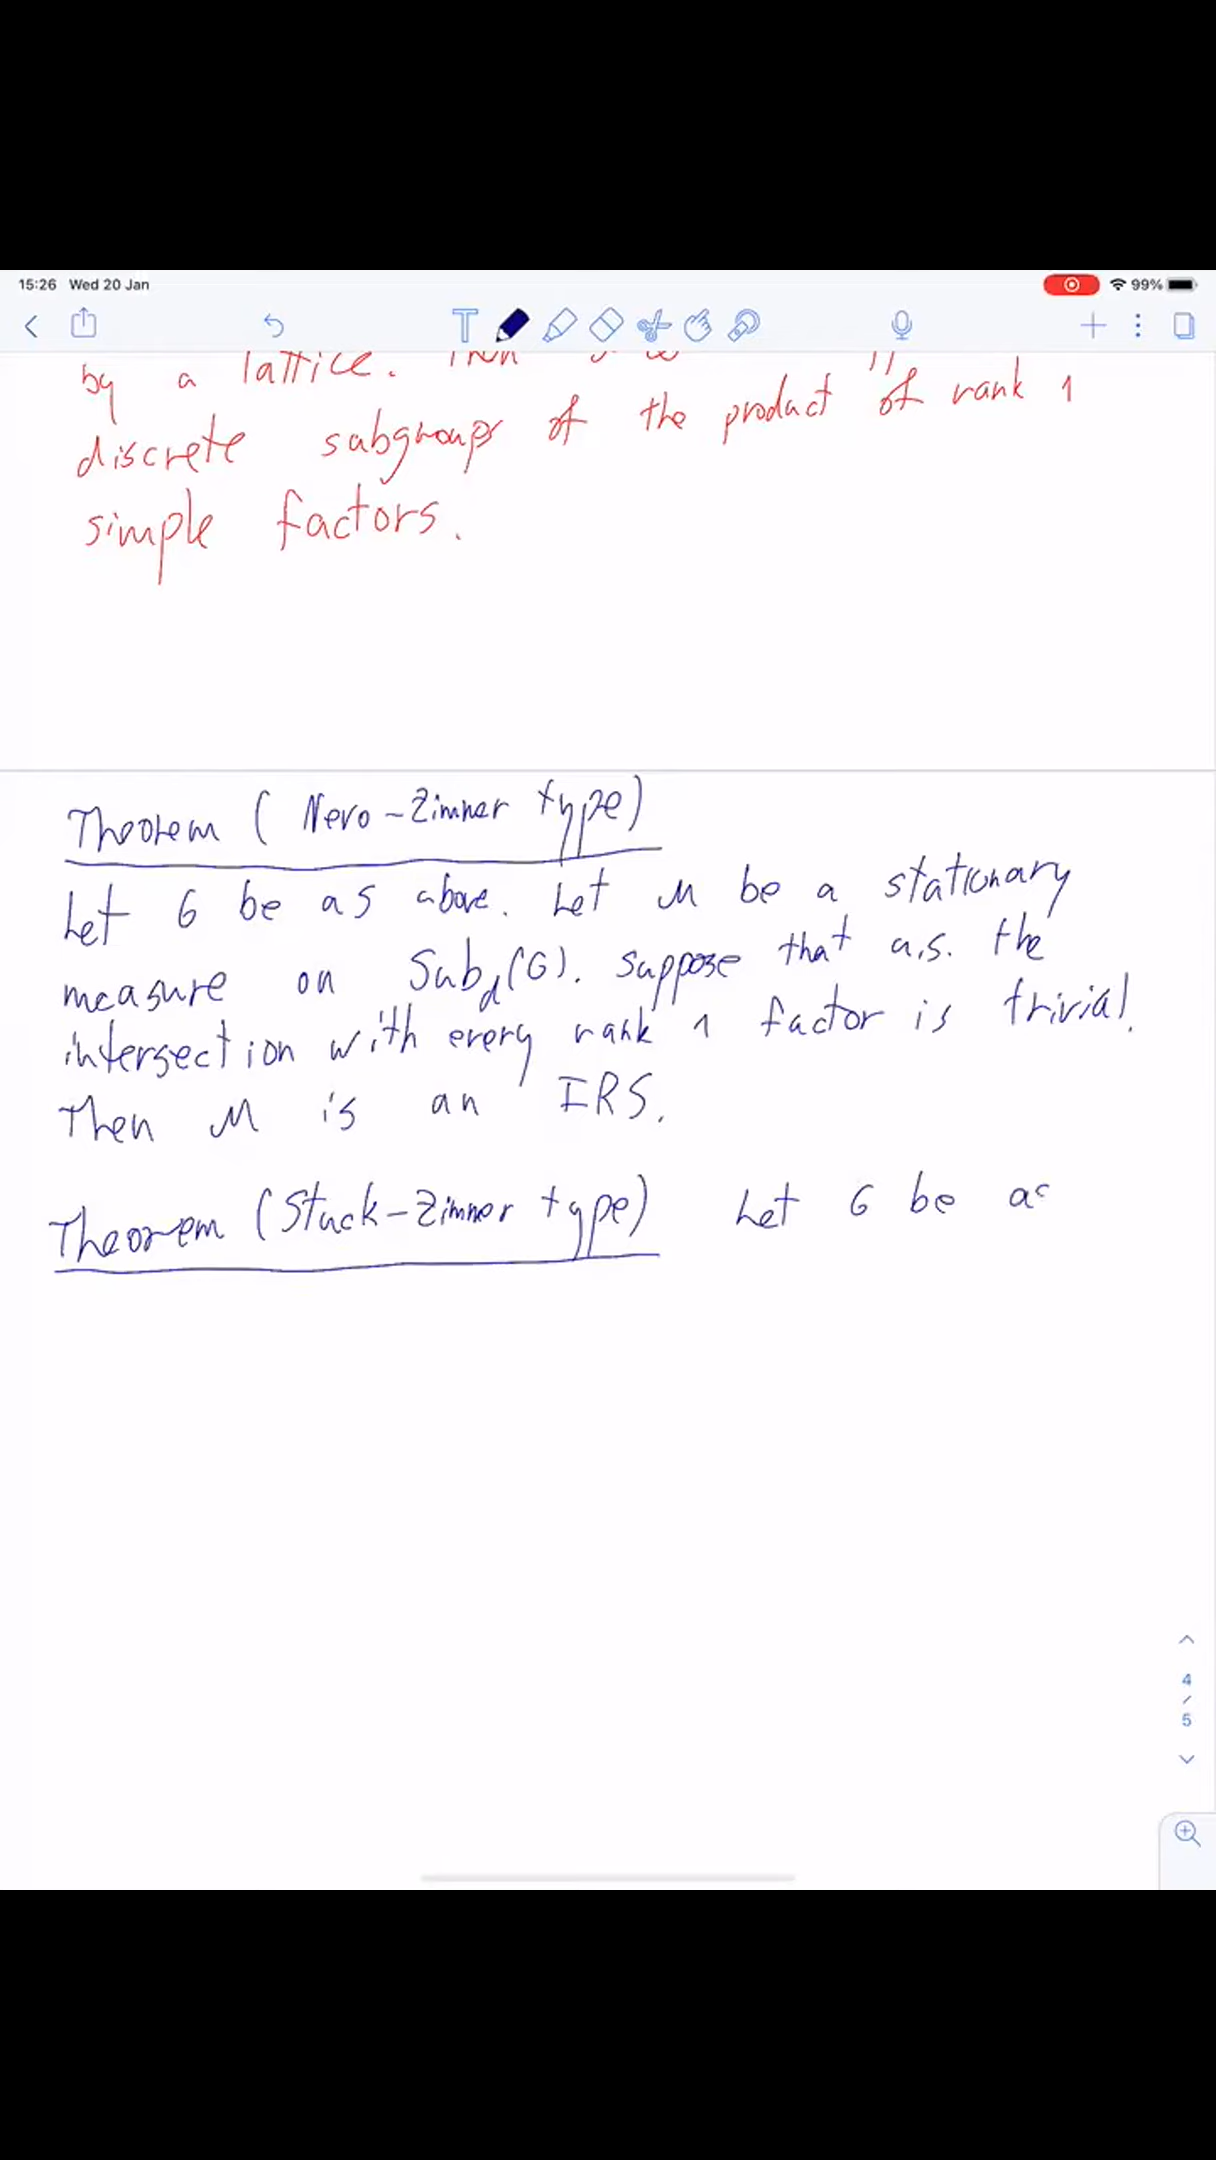 15:26 Wed 20 Jan 99%
by a lattice. Then
discrete subgroups of the product of rank 1
simple factors.
Theorem ( Nevo-Zimmer type)
Let G be as above. Let μ be a stationary
measure on Sub_d(G). Suppose that a.s. the
intersection with every rank 1 factor is trivial.
Then μ is an IRS.
Theorem (Stuck-Zimmer type) Let G be as
4
/
5